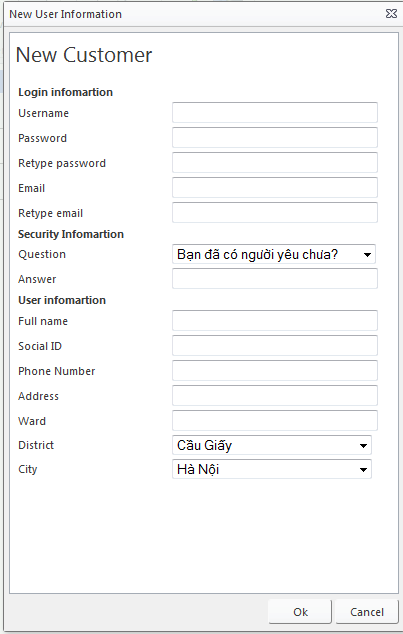 New User Information
New Customer
Login infomartion
Username
Password
Retype password
Email
Retype email
Security Infomartion
Question Bạn đã có người yêu chưa?
Answer
User infomartion
Full name
Social ID
Phone Number
Address
Ward
District Cầu Giấy
City Hà Nội
Ok Cancel